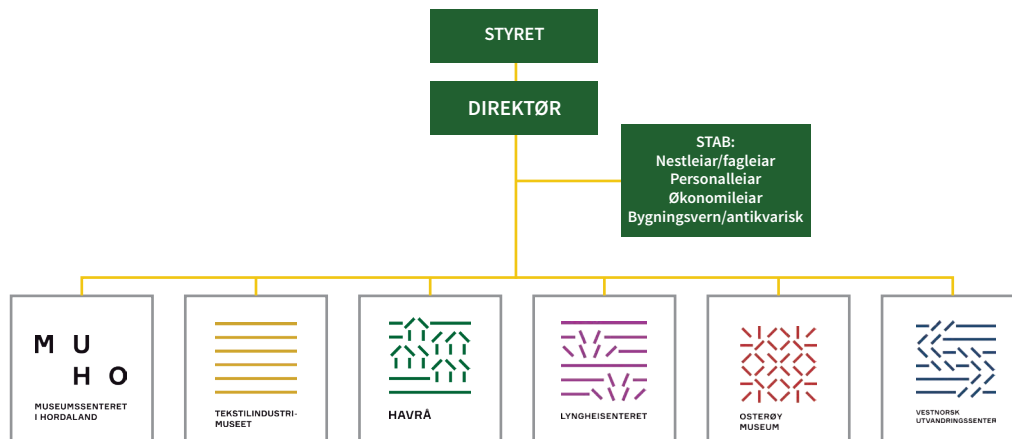 STYRET
DIREKTØR
STAB:
Nestleiar/fagleiar
Personalleiar
Økonomileiar
Bygningsvern/antikvarisk
M U
H O
MUSEUMSSENTERET
I HORDALAND
TEKSTILINDUSTRI-
MUSEET
HAVRÅ
LYNGHEISENTERET
OSTERØY
MUSEUM
VESTNORSK
UTVANDRINGSSENTER